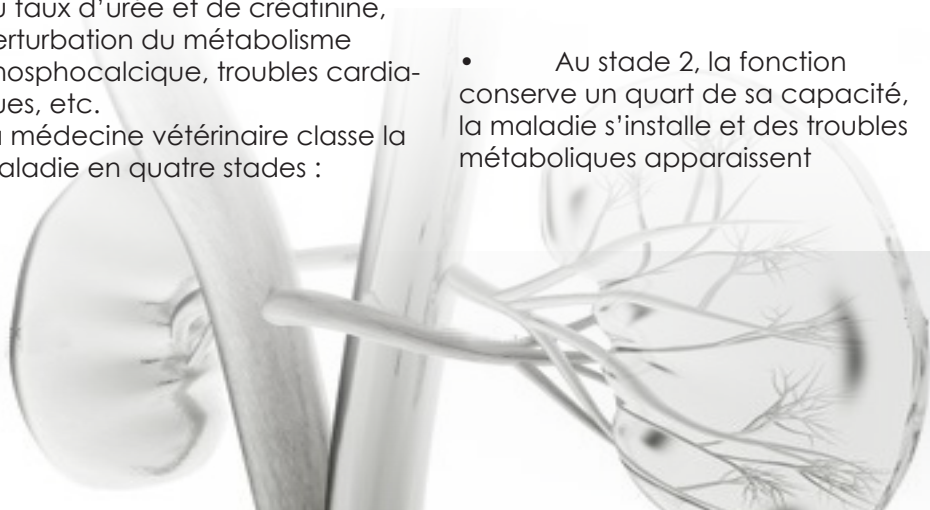 taux d'urée et de créatinine,
erturbation du métabolisme
hosphocalcique, troubles cardia-
ues, etc.
médecine vétérinaire classe la
aladie en quatre stades :
• Au stade 2, la fonction
conserve un quart de sa capacité,
la maladie s'installe et des troubles
métaboliques apparaissent